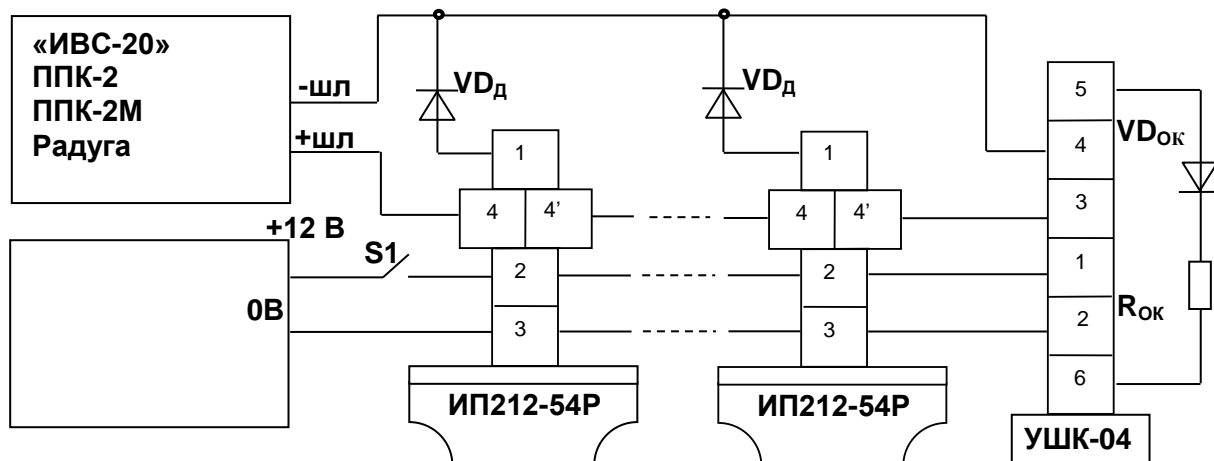 «ИВС-20»
ППК-2
ППК-2М
Радуга
-шл
+шл
VDД
VDД
1
1
4 4’
4 4’
+12 В
S1
0В
2
2
3
3
ИП212-54Р
ИП212-54Р
5
4
3
1
2
6
VDОК
RОК
УШК-04